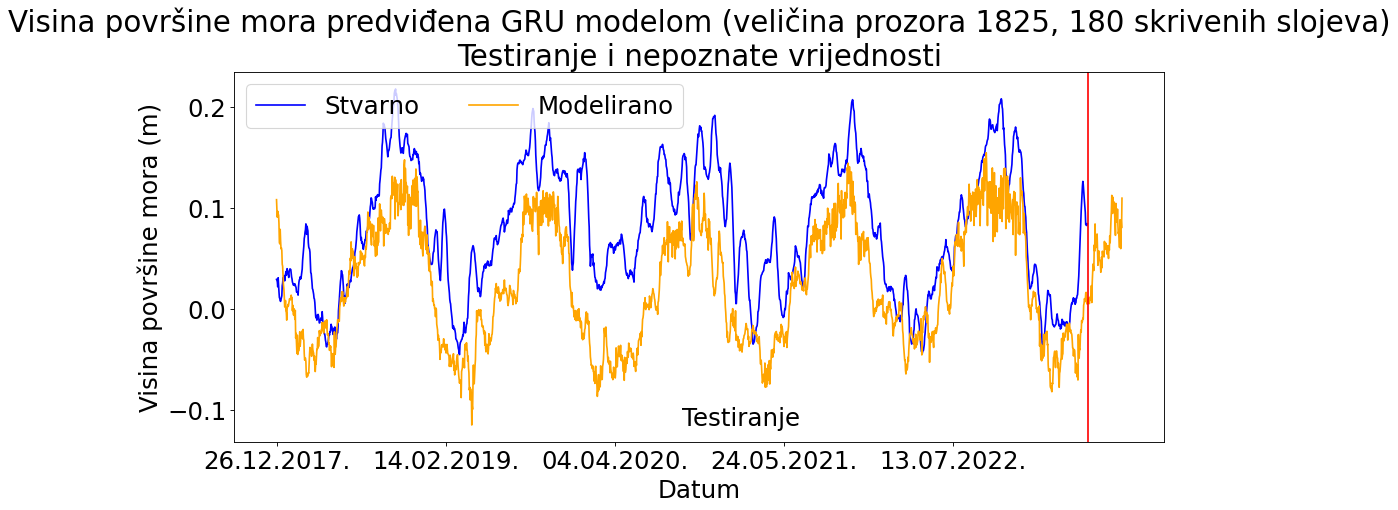 Visina površine mora predviđena GRU modelom (veličina prozora 1825, 180 skrivenih slojeva)
Testiranje i nepoznate vrijednosti
Stvarno
Modelirano
Visina površine mora (m)
0.2
0.1
0.0
−0.1
Testiranje
26.12.2017.
14.02.2019.
04.04.2020.
24.05.2021.
13.07.2022.
Datum